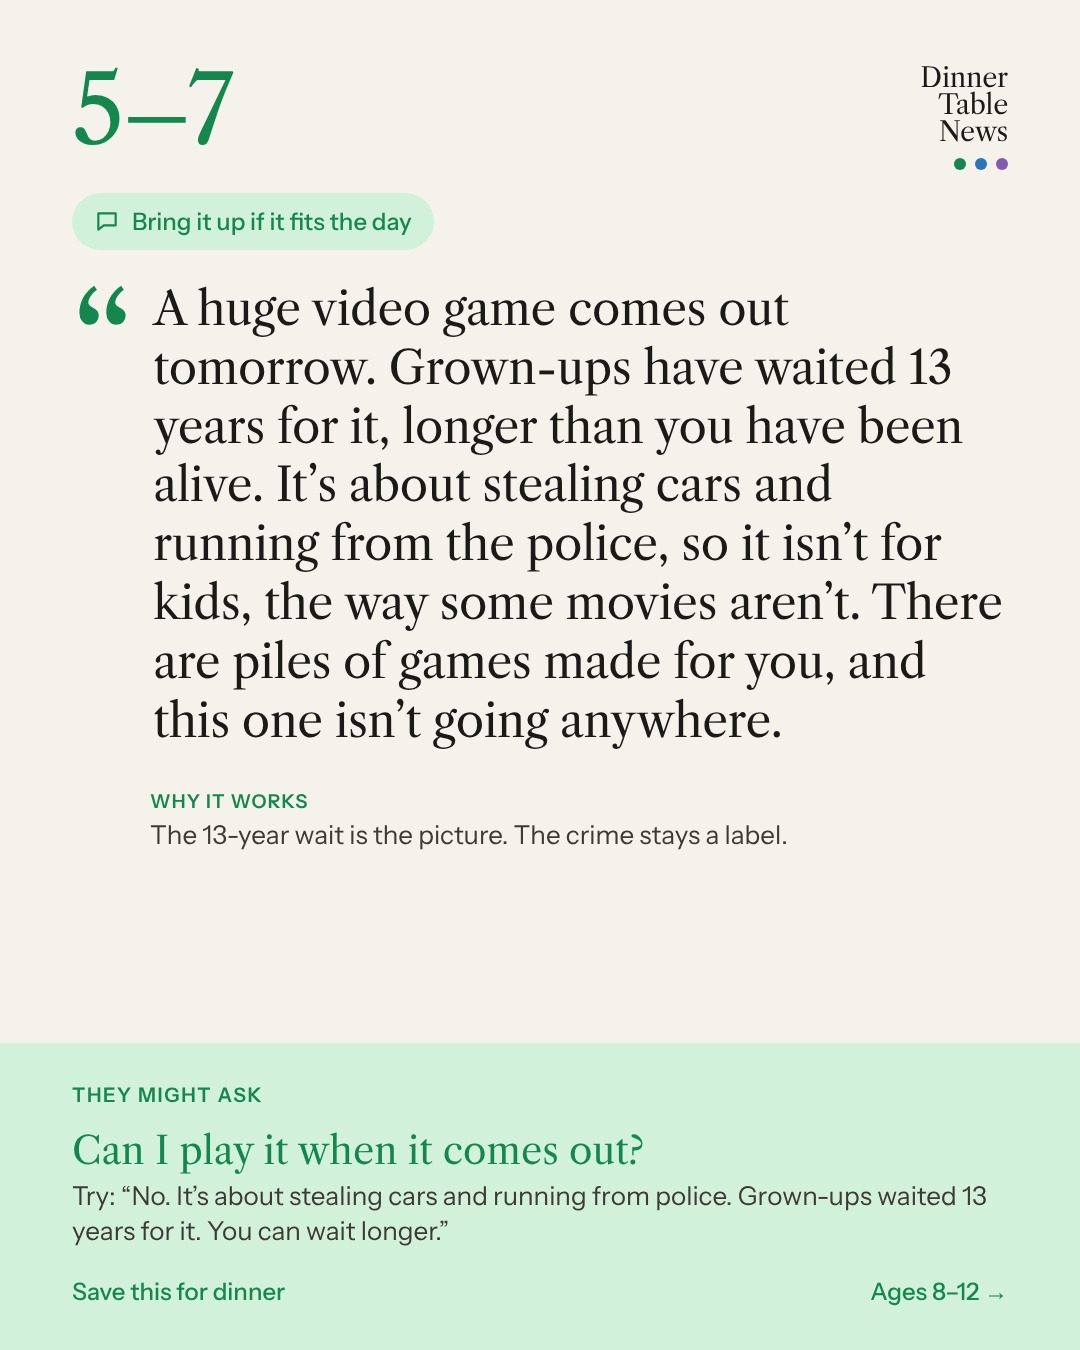 5–7
Dinner
Table
News
Bring it up if it fits the day
“ A huge video game comes out
tomorrow. Grown-ups have waited 13
years for it, longer than you have been
alive. It’s about stealing cars and
running from the police, so it isn’t for
kids, the way some movies aren’t. There
are piles of games made for you, and
this one isn’t going anywhere.
WHY IT WORKS
The 13-year wait is the picture. The crime stays a label.
THEY MIGHT ASK
Can I play it when it comes out?
Try: “No. It’s about stealing cars and running from police. Grown-ups waited 13
years for it. You can wait longer.”
Save this for dinner
Ages 8–12 →